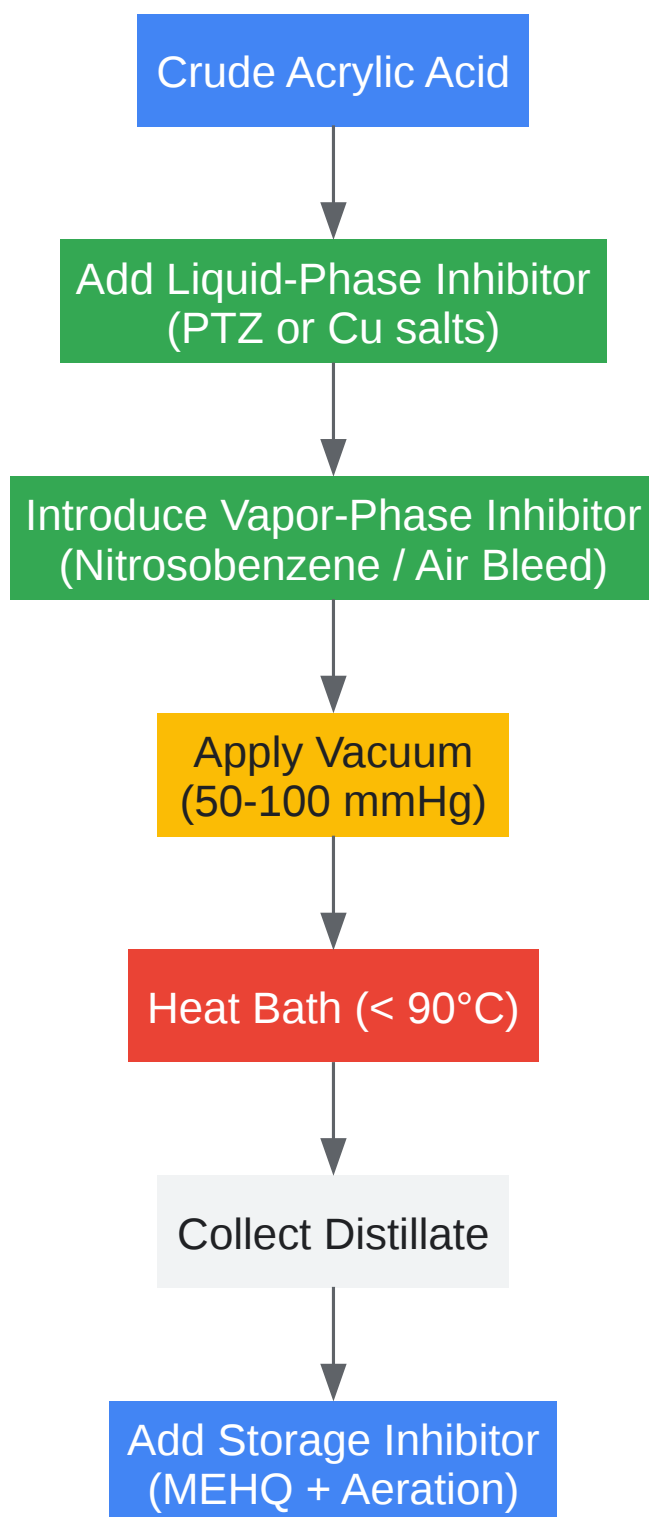 Crude Acrylic Acid
Add Liquid-Phase Inhibitor
(PTZ or Cu salts)
Introduce Vapor-Phase Inhibitor
(Nitrosobenzene / Air Bleed)
Apply Vacuum
(50-100 mmHg)
Heat Bath (< 90°C)
Collect Distillate
Add Storage Inhibitor
(MEHQ + Aeration)